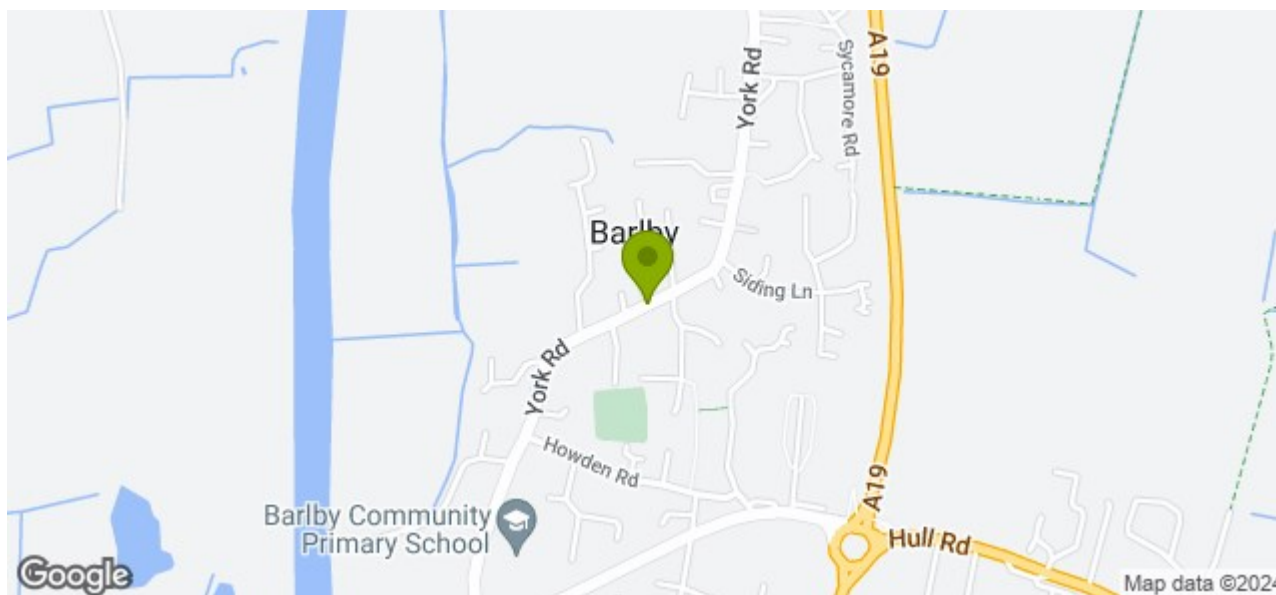 York Rd
A19
Sycamore Rd
Barlby
Siding Ln
York Rd
Howden Rd
A19
Barlby Community
Primary School
Hull Rd
Google
Map data ©2024